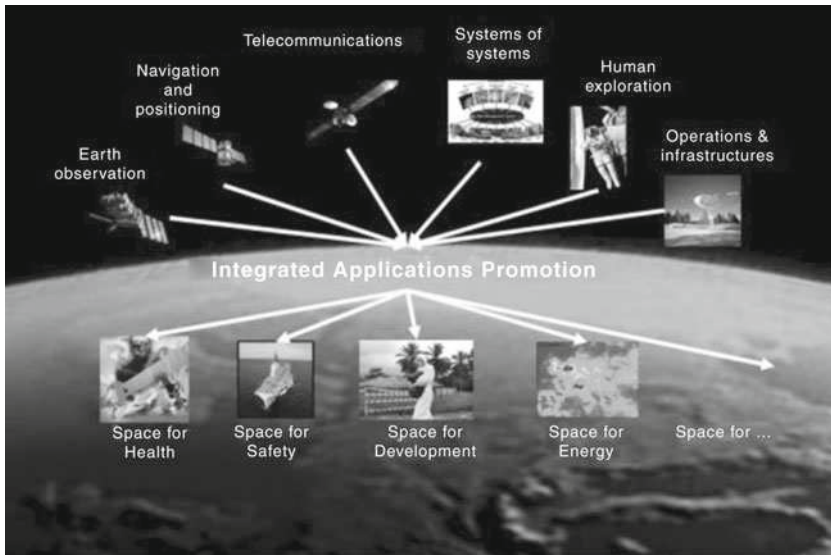 Telecommunications
Systems of
systems
Navigation
and
positioning
Human
exploration
Earth
observation
Operations &
infrastructures
Integrated Applications Promotion
Space for
Health
Space for
Safety
Space for
Development
Space for
Energy
Space for ...